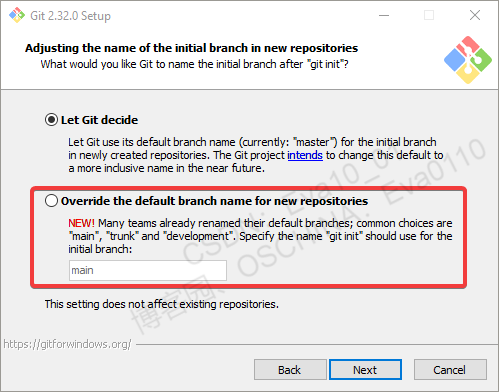 Git 2.32.0 Setup
Adjusting the name of the initial branch in new repositories
What would you like Git to name the initial branch after "git init"?
Let Git decide
Let Git use its default branch name (currently: "master") for the initial branch
in newly created repositories. The Git project intends to change this default to
a more inclusive name in the near future.
Override the default branch name for new repositories
NEW! Many teams already renamed their default branches; common choices are
"main", "trunk" and "development". Specify the name "git init" should use for the
initial branch:
main
This setting does not affect existing repositories.
CSDN: Eva10_01
博客园、OSCHINA: Eva0110
https://gitforwindows.org/
Back
Next
Cancel